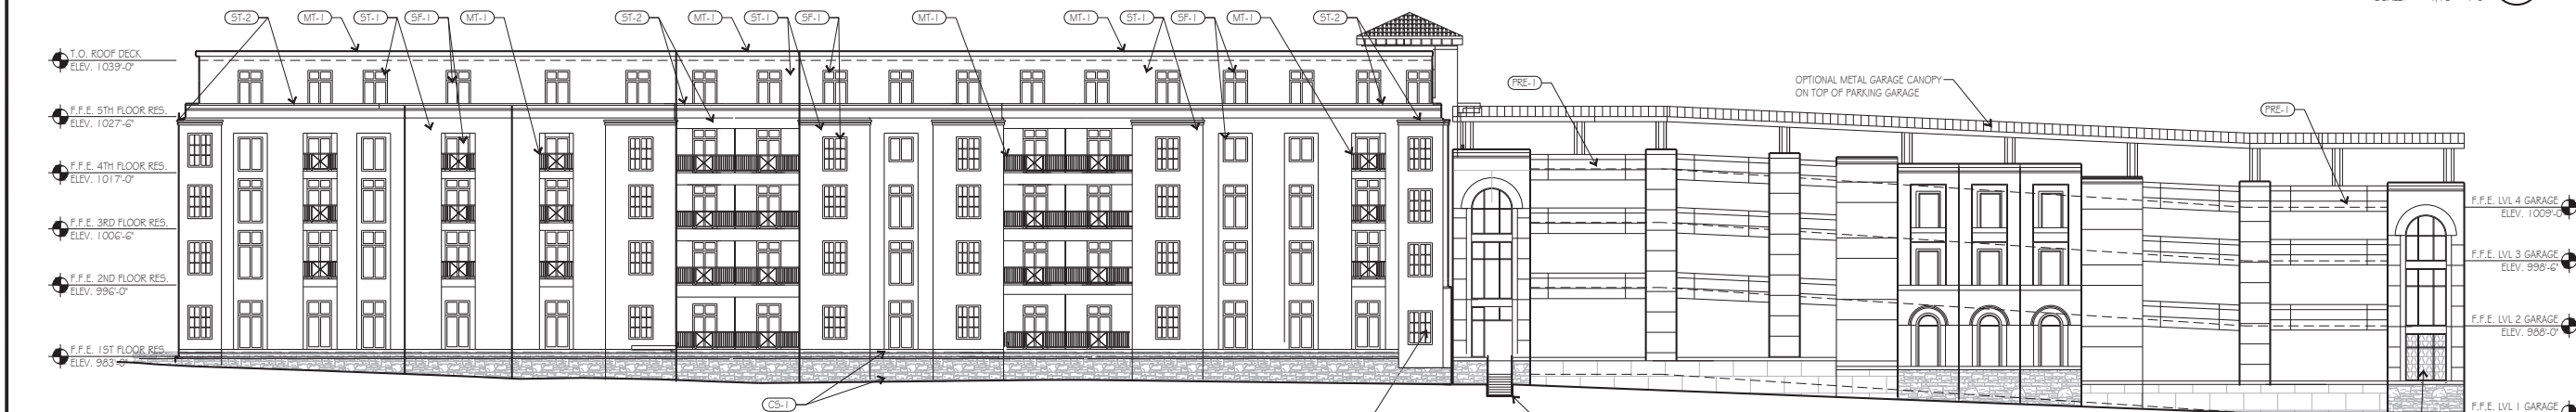 ST-2
MT-1
ST-1
SF-1
MT-1
ST-2
MT-1
ST-1
SF-1
MT-1
MT-1
ST-1
SF-1
MT-1
ST-2
T.O. ROOF DECK
ELEV. 1039'-0"
F.F.E. 5TH FLOOR RES.
ELEV. 1027'-6"
F.F.E. 4TH FLOOR RES.
ELEV. 1017'-0"
F.F.E. 3RD FLOOR RES.
ELEV. 1006'-6"
F.F.E. 2ND FLOOR RES.
ELEV. 996'-0"
F.F.E. 1ST FLOOR RES.
ELEV. 983'-0"
CS-1
PRE-1
OPTIONAL METAL GARAGE CANOPY
ON TOP OF PARKING GARAGE
PRE-1
F.F.E. LVL 4 GARAGE
ELEV. 1009'-0
F.F.E. LVL 3 GARAGE
ELEV. 998'-6"
F.F.E. LVL 2 GARAGE
ELEV. 988'-0"
F.F.E. LVL 1 GARAGE